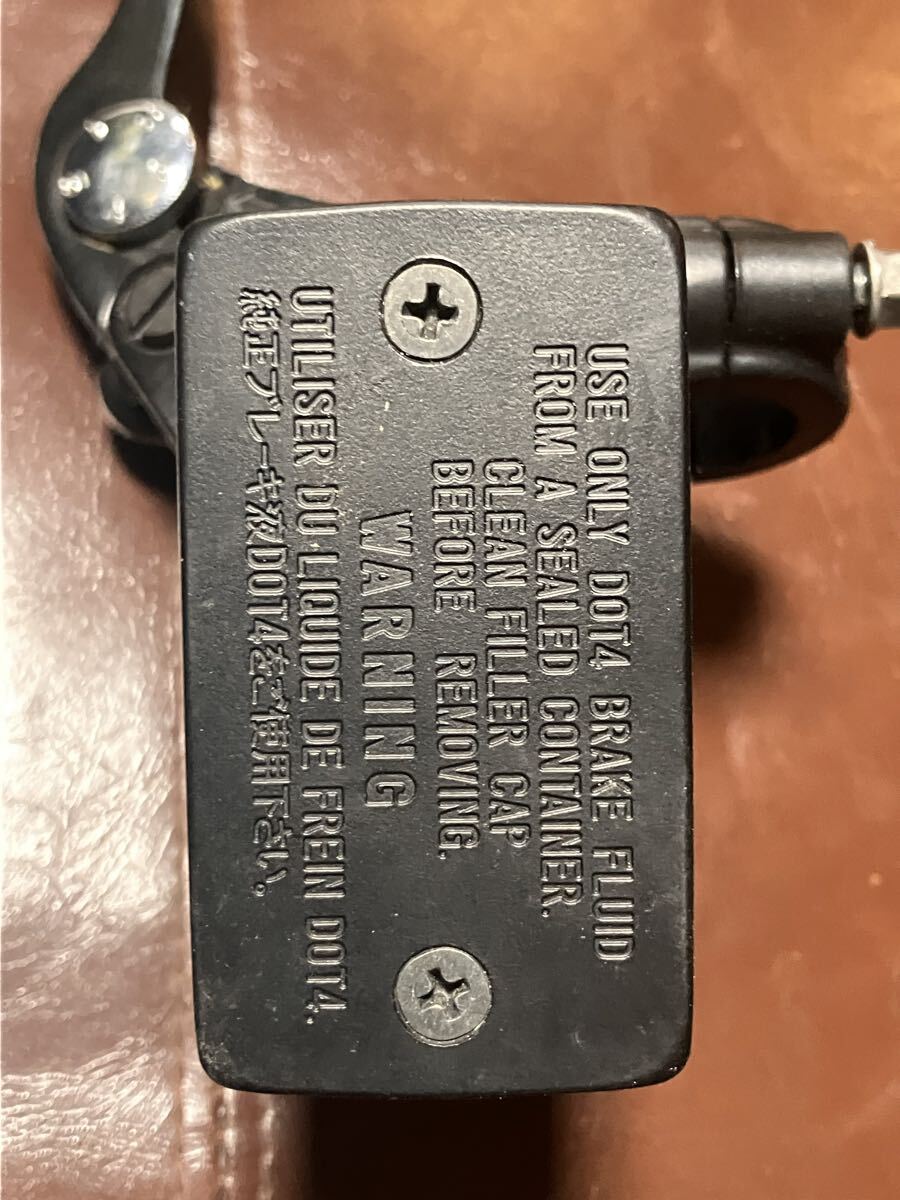 USE ONLY DOT4 BRAKE FLUID
FROM A SEALED CONTAINER.
CLEAN FILLER CAP
BEFORE REMOVING.
WARNING
UTILISER DU LIQUIDE DE FREIN DOT4.
純正ブレーキ液DOT4をご使用下さい。